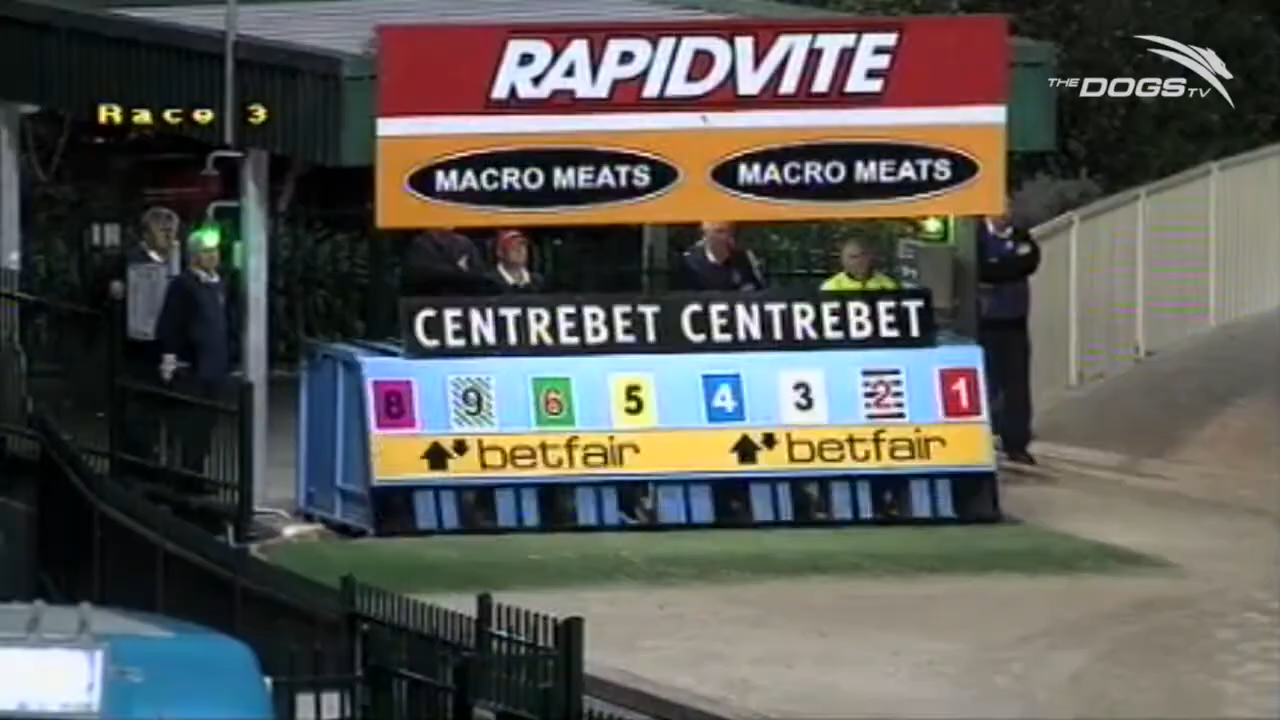 RAPIDVITE
THE DOGS TV
Race 3
MACRO MEATS MACRO MEATS
CENTREBET CENTREBET
8 9 6 5 4 3 2 1
betfair betfair